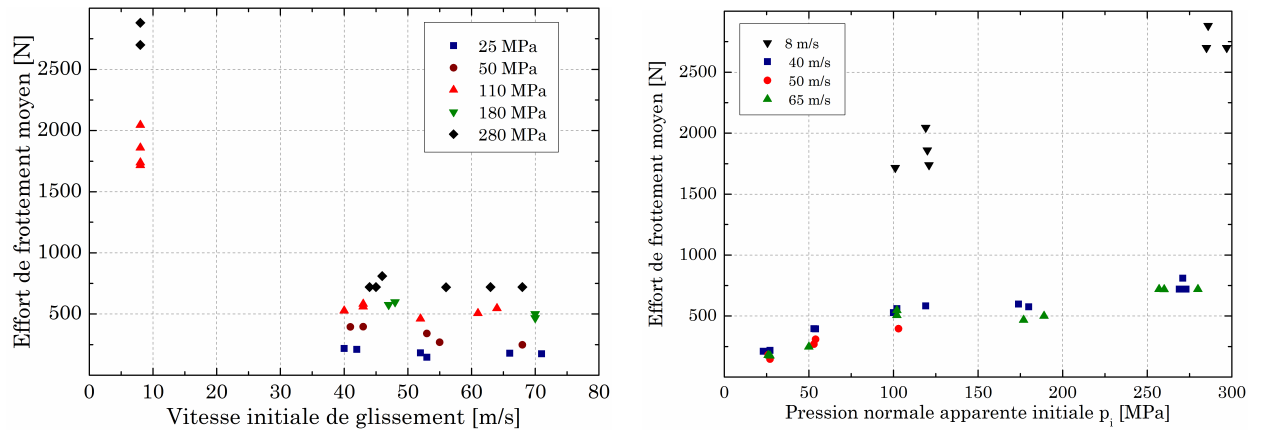 Effort de frottement moyen [N]
2500
2000
1500
1000
500
0
10
20
30
40
50
60
70
80
Vitesse initiale de glissement [m/s]
25 MPa
50 MPa
110 MPa
180 MPa
280 MPa
Effort de frottement moyen [N]
2500
2000
1500
1000
500
0
50
100
150
200
250
300
Pression normale apparente initiale pi [MPa]
8 m/s
40 m/s
50 m/s
65 m/s